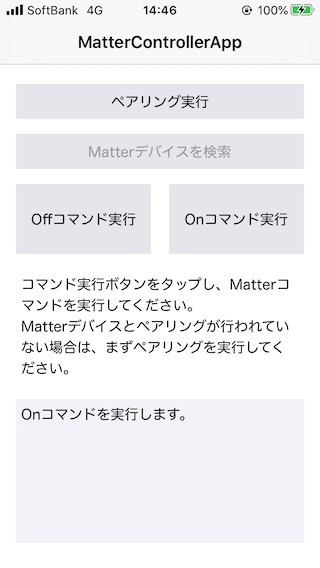 SoftBank 4G 14:46 100%
MatterControllerApp
ペアリング実行
Matterデバイスを検索
Offコマンド実行 Onコマンド実行
コマンド実行ボタンをタップし、Matterコ
マンドを実行してください。
Matterデバイスとペアリングが行われてい
ない場合は、まずペアリングを実行してく
ださい。
Onコマンドを実行します。